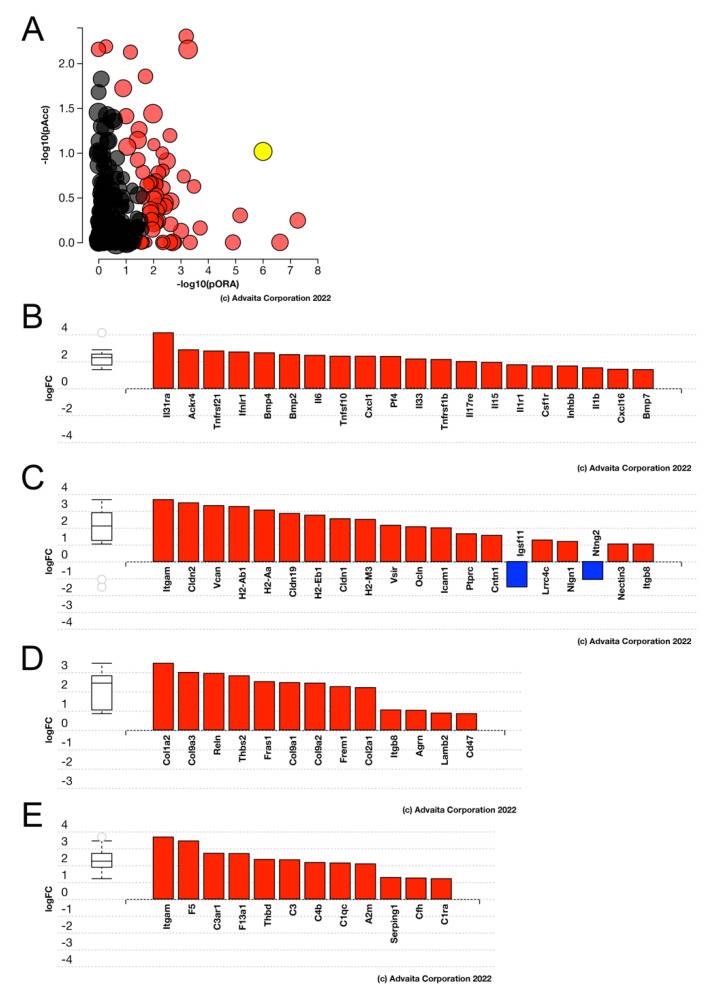 A
-log10(pAcc)
2.0
1.5
1.0
0.5
0.0
0 1 2 3 4 5 6 7 8
-log10(pORA)
(c) Advaita Corporation 2022
B
logFC
4
2
0
-2
-4
Il31ra Ackr4 Tnfrsf21 Ifnlr1 Bmp4 Bmp2 Il6 Tnfsf10 Cxcl1 Pf4 Il33 Tnfrsf1b Il17re Il15 Il1r1 Csf1r Inhbb Il1b Cxcl16 Bmp7
(c) Advaita Corporation 2022
C
logFC
4
3
2
1
0
-1
-2
-3
-4
Itgam Cldn2 Vcan H2-Ab1 H2-Aa Cldn19 H2-Eb1 Cldn1 H2-M3 Vsir Ocln Icam1 Ptprc Cntn1 Igsf11 Lrrc4c Nlgn1 Ntng2 Nectin3 Itgb8
(c) Advaita Corporation 2022
D
logFC
3
2
1
0
-1
-2
-3
Col1a2 Col9a3 Reln Thbs2 Fras1 Col9a1 Col9a2 Frem1 Col2a1 Itgb8 Agrn Lamb2 Cd47
(c) Advaita Corporation 2022
E
logFC
4
3
2
1
0
-1
-2
-3
-4
Itgam F5 C3ar1 F13a1 Thbd C3 C4b C1qc A2m Serping1 Cfh C1ra
(c) Advaita Corporation 2022